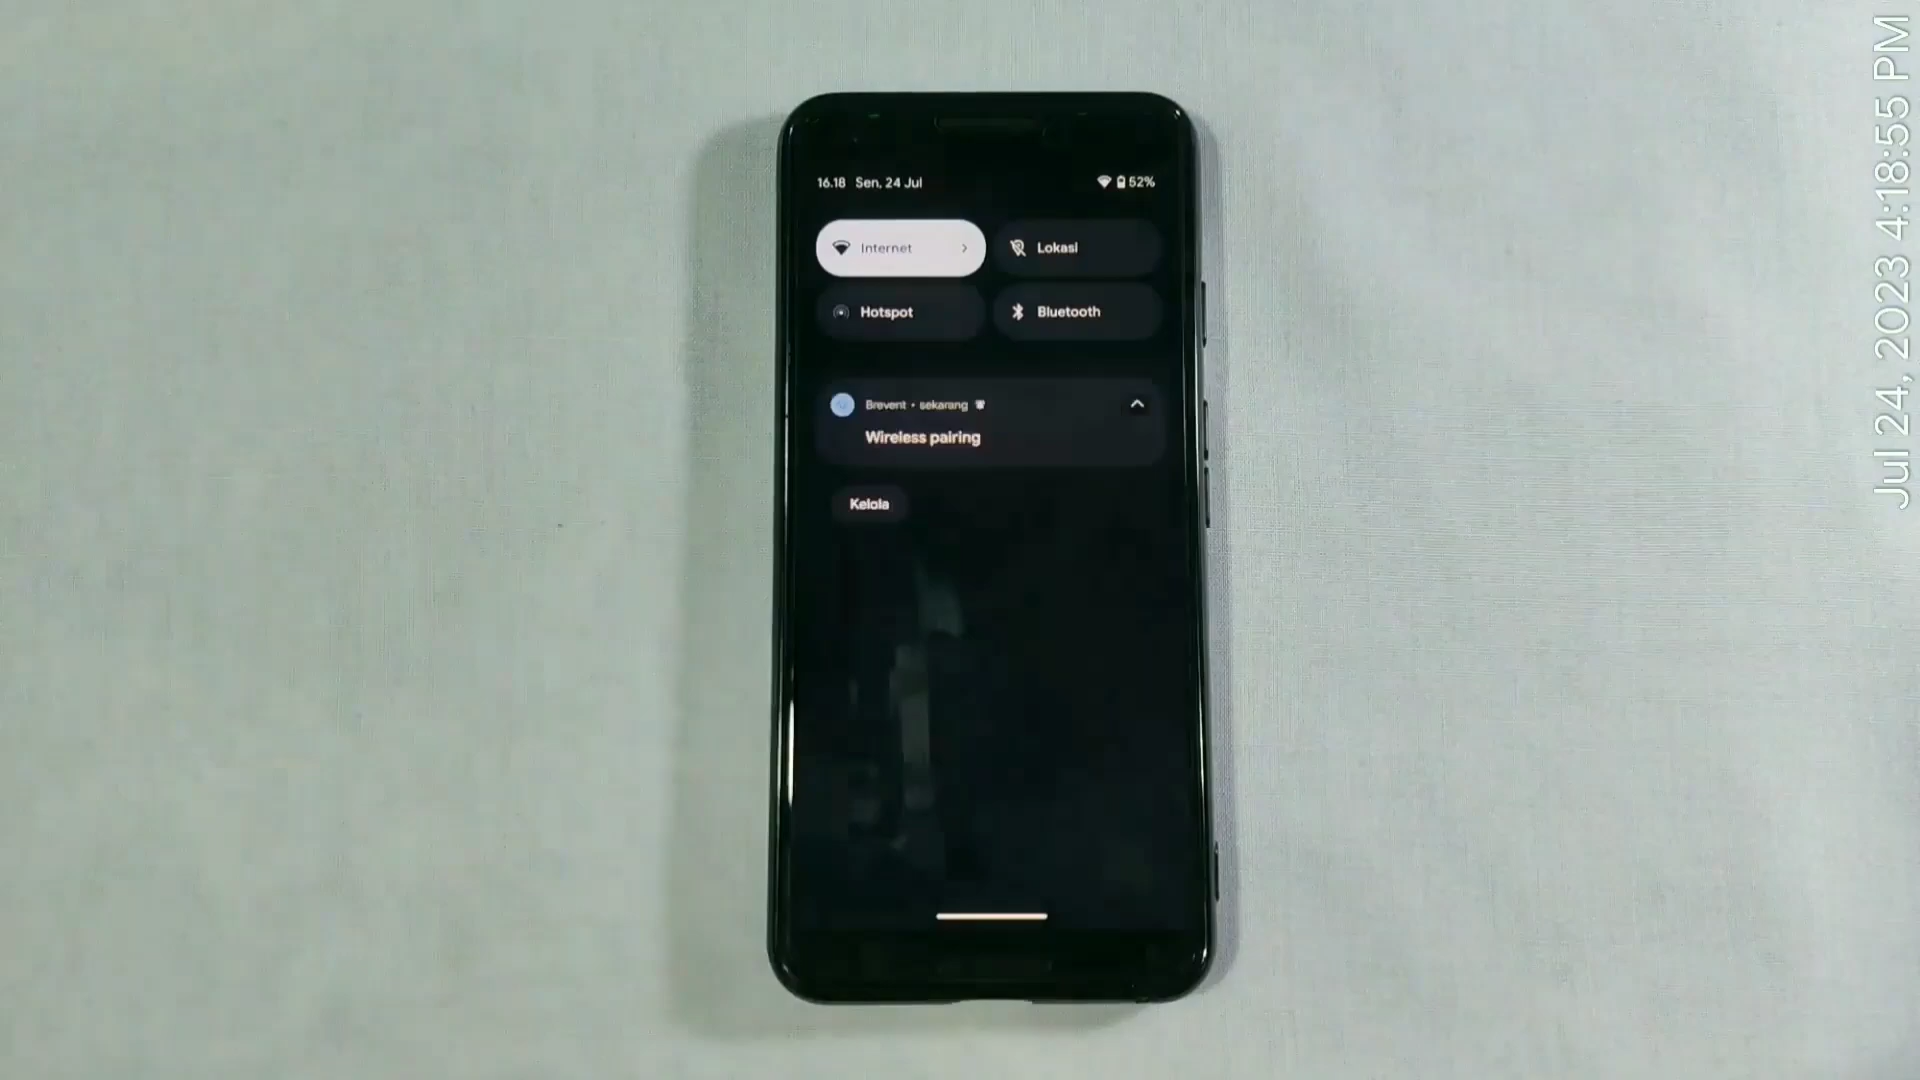 16.18 Sen, 24 Jul 52%
Internet Lokasi
Hotspot Bluetooth
Brevent • sekarang
Wireless pairing
Kelola
Jul 24, 2023 4:18:55 PM